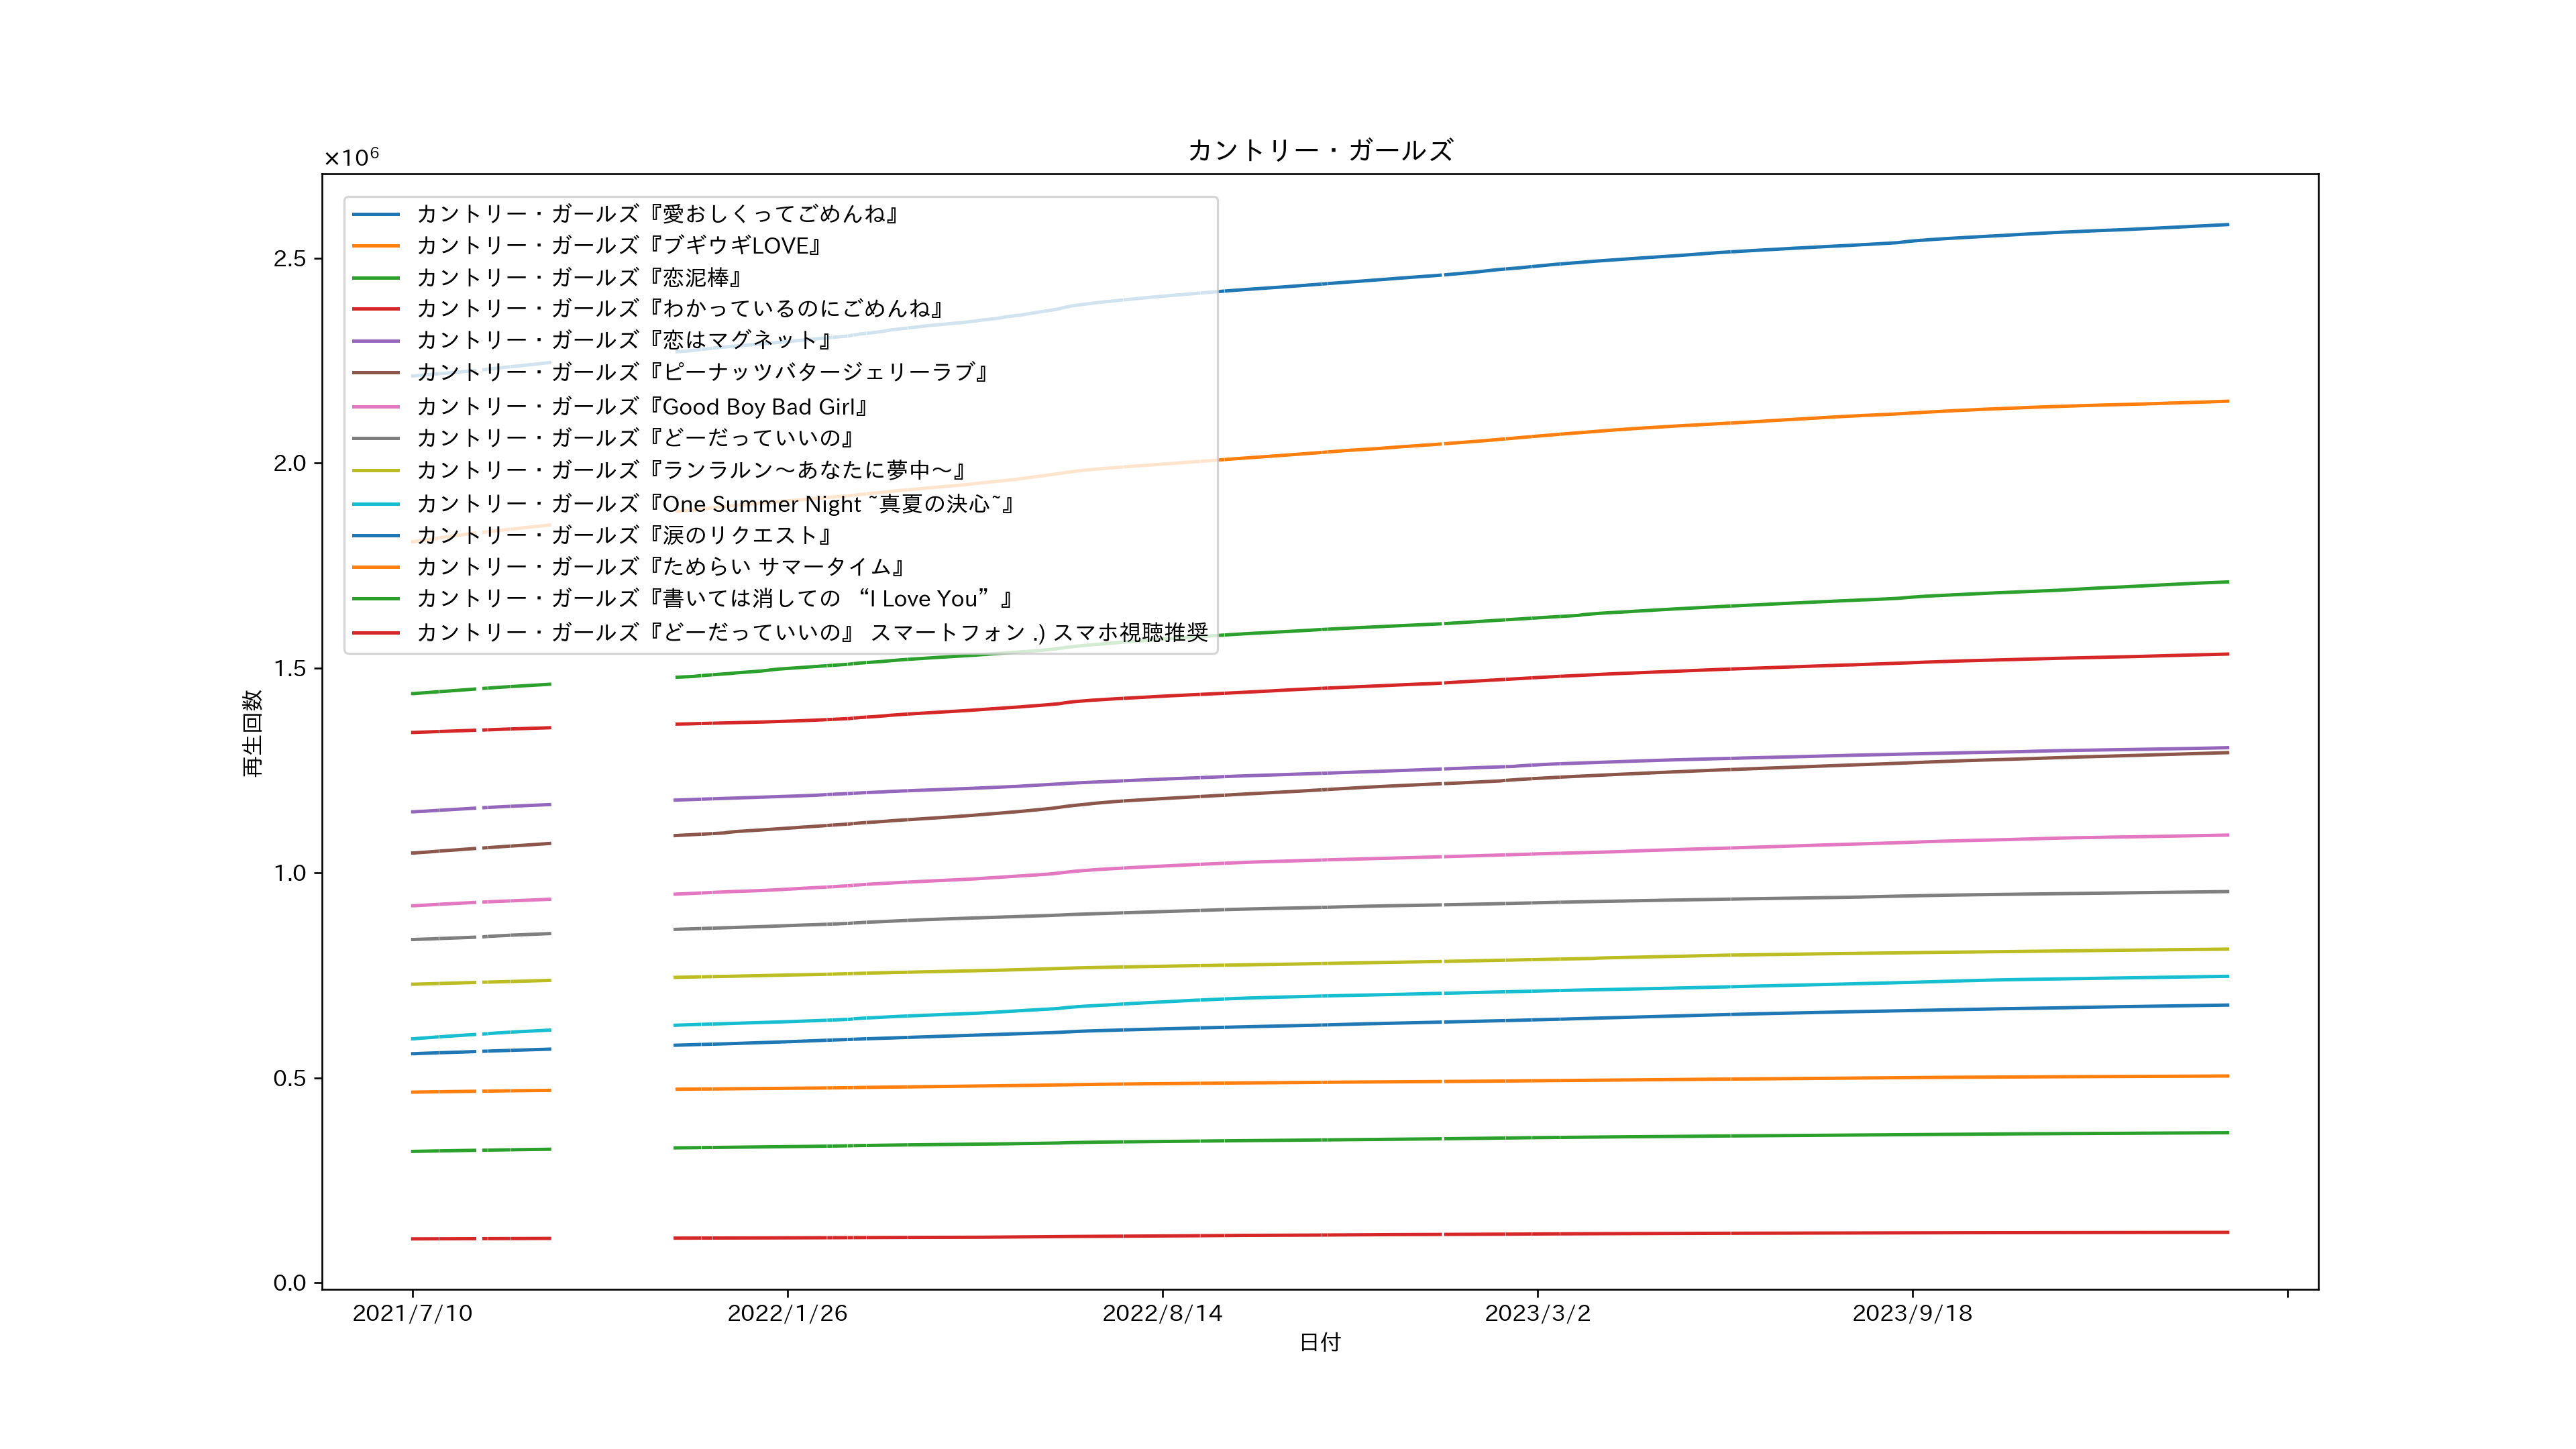 カントリー・ガールズ
×10⁶
カントリー・ガールズ『愛おしくってごめんね』
カントリー・ガールズ『ブギウギLOVE』
カントリー・ガールズ『恋泥棒』
カントリー・ガールズ『わかっているのにごめんね』
カントリー・ガールズ『恋はマグネット』
カントリー・ガールズ『ピーナッツバタージェリーラブ』
カントリー・ガールズ『Good Boy Bad Girl』
カントリー・ガールズ『どーだっていいの』
カントリー・ガールズ『ランラルン～あなたに夢中～』
カントリー・ガールズ『One Summer Night ~真夏の決心~』
カントリー・ガールズ『涙のリクエスト』
カントリー・ガールズ『ためらい サマータイム』
カントリー・ガールズ『書いては消しての “I Love You”』
カントリー・ガールズ『どーだっていいの』 スマートフォン .) スマホ視聴推奨
2.5
2.0
1.5
1.0
0.5
0.0
再生回数
2021/7/10
2022/1/26
2022/8/14
2023/3/2
2023/9/18
日付